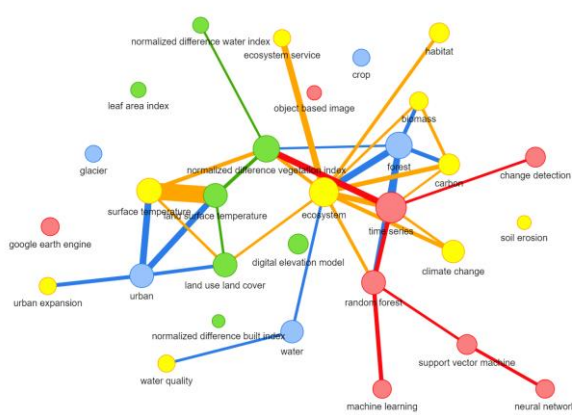 normalized difference water index
ecosystem service
habitat
crop
leaf area index
object based image
biomass
glacier
normalized difference vegetation index
forest
carbon
change detection
surface temperature
land surface temperature
ecosystem
time series
google earth engine
soil erosion
digital elevation model
climate change
urban expansion
urban
land use land cover
random forest
normalized difference built index
water
water quality
support vector machine
machine learning
neural network